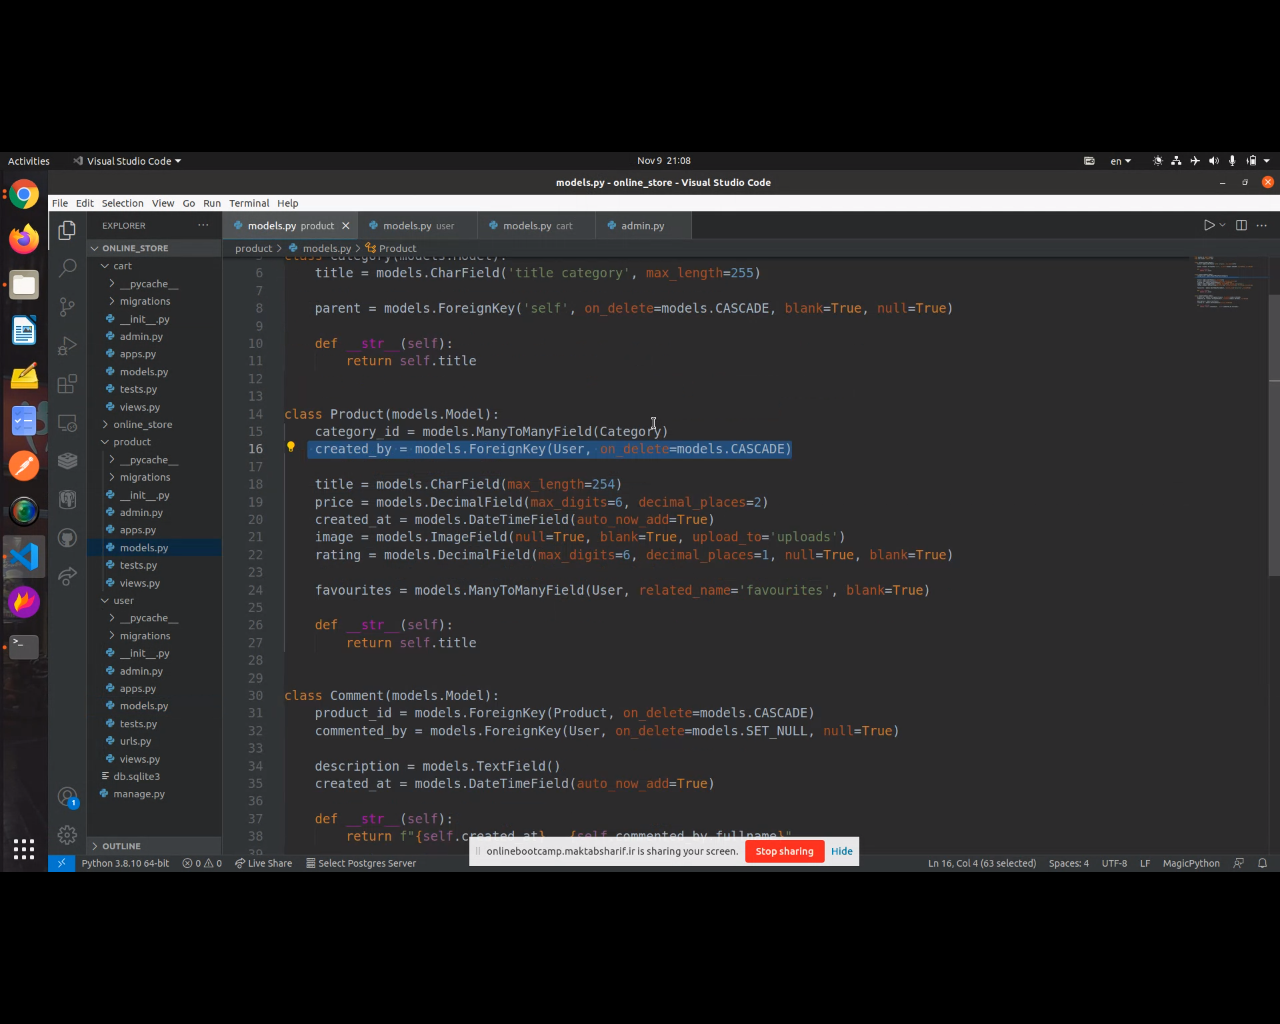 Activities
Visual Studio Code
Nov 9 21:08
en
models.py - online_store - Visual Studio Code
File Edit Selection View Go Run Terminal Help
EXPLORER
models.py product
models.py user
models.py cart
admin.py
product > models.py > Product
ONLINE_STORE
cart
__pycache__
migrations
__init__.py
admin.py
apps.py
models.py
tests.py
views.py
online_store
product
__pycache__
migrations
__init__.py
admin.py
apps.py
models.py
tests.py
views.py
user
__pycache__
migrations
__init__.py
admin.py
apps.py
models.py
tests.py
urls.py
views.py
db.sqlite3
manage.py
OUTLINE
class Category(models.Model):
6 title = models.CharField('title category', max_length=255)
7
8 parent = models.ForeignKey('self', on_delete=models.CASCADE, blank=True, null=True)
9
10 def __str__(self):
11 return self.title
12
13
14 class Product(models.Model):
15 category_id = models.ManyToManyField(Category)
16 created_by = models.ForeignKey(User, on_delete=models.CASCADE)
17
18 title = models.CharField(max_length=254)
19 price = models.DecimalField(max_digits=6, decimal_places=2)
20 created_at = models.DateTimeField(auto_now_add=True)
21 image = models.ImageField(null=True, blank=True, upload_to='uploads')
22 rating = models.DecimalField(max_digits=6, decimal_places=1, null=True, blank=True)
23
24 favourites = models.ManyToManyField(User, related_name='favourites', blank=True)
25
26 def __str__(self):
27 return self.title
28
29
30 class Comment(models.Model):
31 product_id = models.ForeignKey(Product, on_delete=models.CASCADE)
32 commented_by = models.ForeignKey(User, on_delete=models.SET_NULL, null=True)
33
34 description = models.TextField()
35 created_at = models.DateTimeField(auto_now_add=True)
36
37 def __str__(self):
38 return f"{self.created_at} {self.commented_by.fullname}"
39
onlinebootcamp.maktabsharif.ir is sharing your screen. Stop sharing Hide
1
Python 3.8.10 64-bit 0 0 Live Share Select Postgres Server
Ln 16, Col 4 (63 selected) Spaces: 4 UTF-8 LF MagicPython